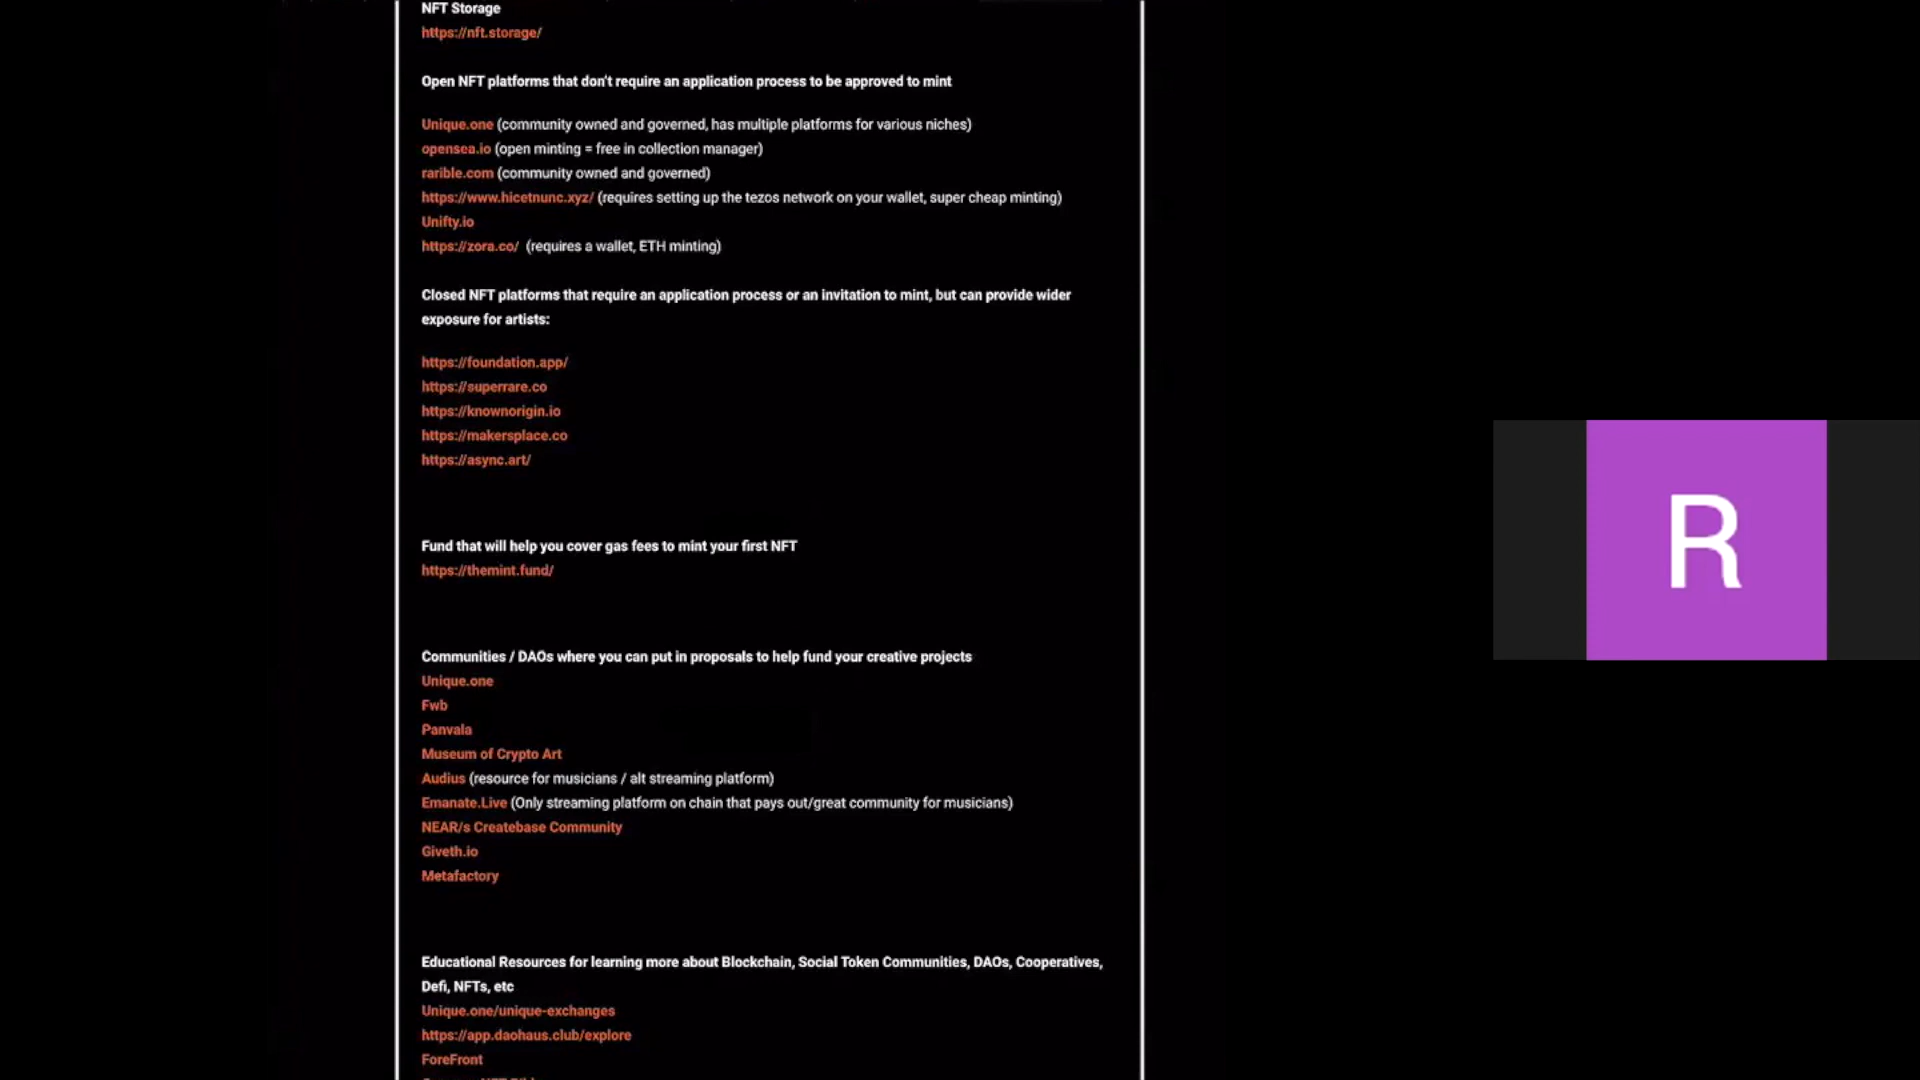 NFT Storage
https://nft.storage/
Open NFT platforms that don't require an application process to be approved to mint
Unique.one (community owned and governed, has multiple platforms for various niches)
opensea.io (open minting = free in collection manager)
rarible.com (community owned and governed)
https://www.hicetnunc.xyz/ (requires setting up the tezos network on your wallet, super cheap minting)
Unifty.io
https://zora.co/ (requires a wallet, ETH minting)
Closed NFT platforms that require an application process or an invitation to mint, but can provide wider
exposure for artists:
https://foundation.app/
https://superrare.co
https://knownorigin.io
https://makersplace.co
https://async.art/
Fund that will help you cover gas fees to mint your first NFT
https://themint.fund/
Communities / DAOs where you can put in proposals to help fund your creative projects
Unique.one
Fwb
Panvala
Museum of Crypto Art
Audius (resource for musicians / alt streaming platform)
Emanate.Live (Only streaming platform on chain that pays out/great community for musicians)
NEAR/s Createbase Community
Giveth.io
Metafactory
Educational Resources for learning more about Blockchain, Social Token Communities, DAOs, Cooperatives,
Defi, NFTs, etc
Unique.one/unique-exchanges
https://app.daohaus.club/explore
ForeFront
R